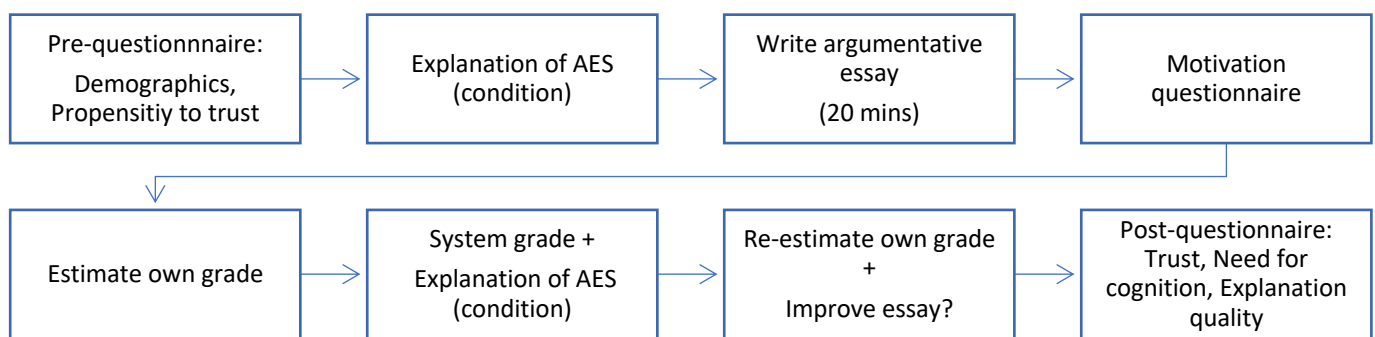 Pre-questionnnaire:
Demographics,
Propensitiy to trust
Explanation of AES
(condition)
Write argumentative
essay
(20 mins)
Motivation
questionnaire
Estimate own grade
System grade +
Explanation of AES
(condition)
Re-estimate own grade
+
Improve essay?
Post-questionnaire:
Trust, Need for
cognition, Explanation
quality